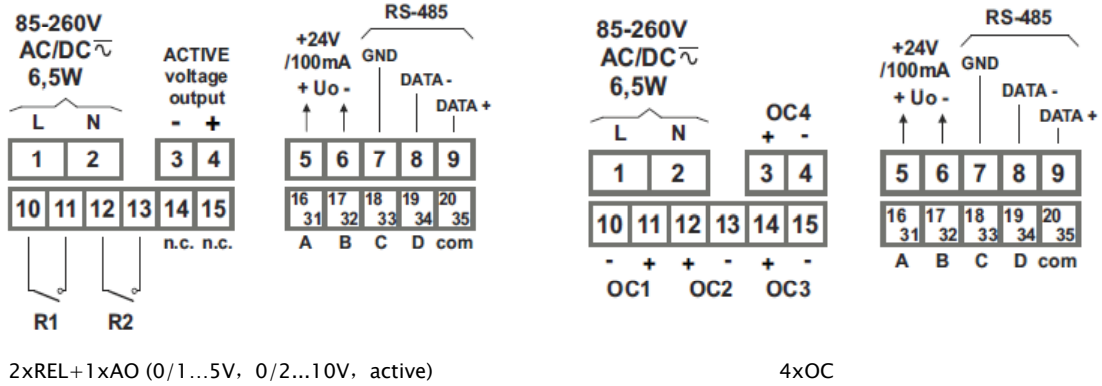 85-260V
AC/DC
6,5W
L N
ACTIVE
voltage
output
- +
+24V
/100mA
+ Uo -
RS-485
GND
DATA -
DATA +
1 2 3 4 5 6 7 8 9
10 11 12 13 14 15
16 31 17 32 18 33 19 34 20 35
n.c. n.c.
A B C D com
R1 R2
2xREL+1xAO (0/1...5V, 0/2...10V, active)
85-260V
AC/DC
6,5W
L N
OC4
+ -
+24V
/100mA
+ Uo -
RS-485
GND
DATA -
DATA +
1 2 3 4 5 6 7 8 9
10 11 12 13 14 15
16 31 17 32 18 33 19 34 20 35
- + + - + -
OC1 OC2 OC3
A B C D com
4xOC